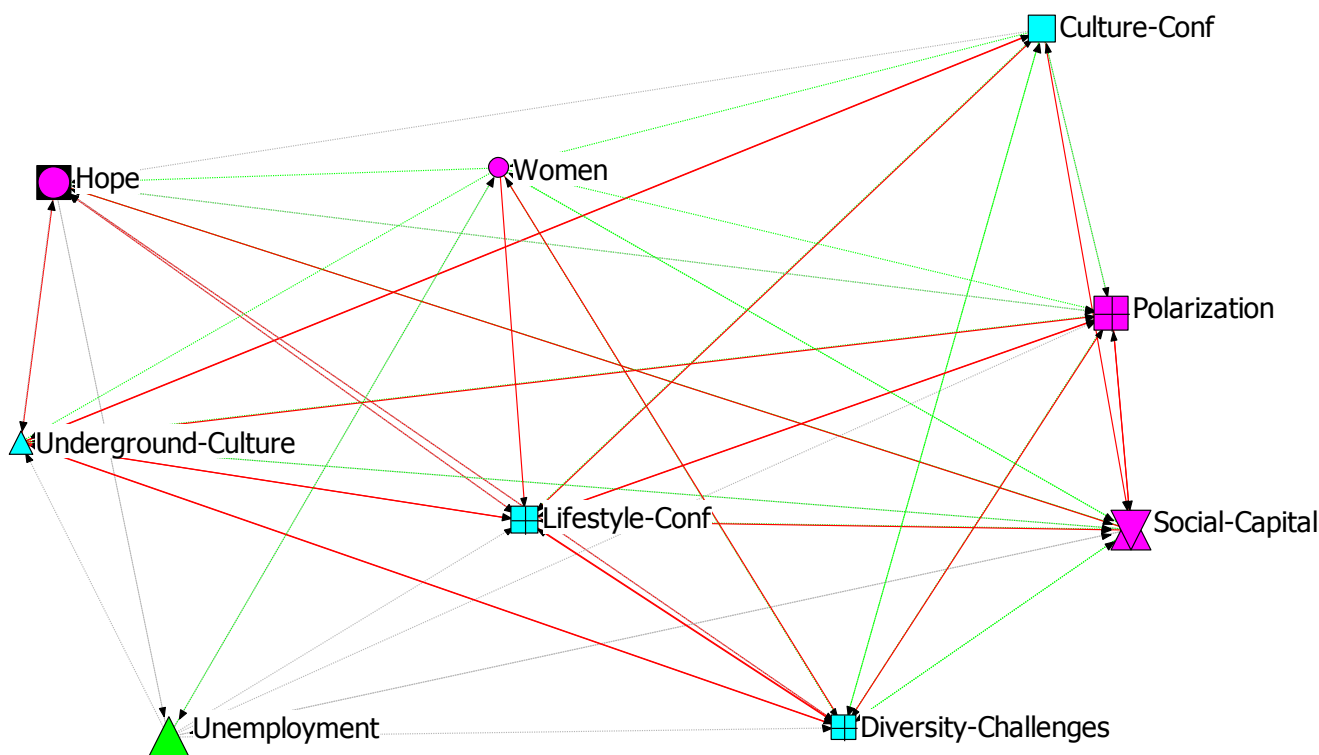 Culture-Conf
Hope
Women
Polarization
Underground-Culture
Lifestyle-Conf
Social-Capital
Unemployment
Diversity-Challenges